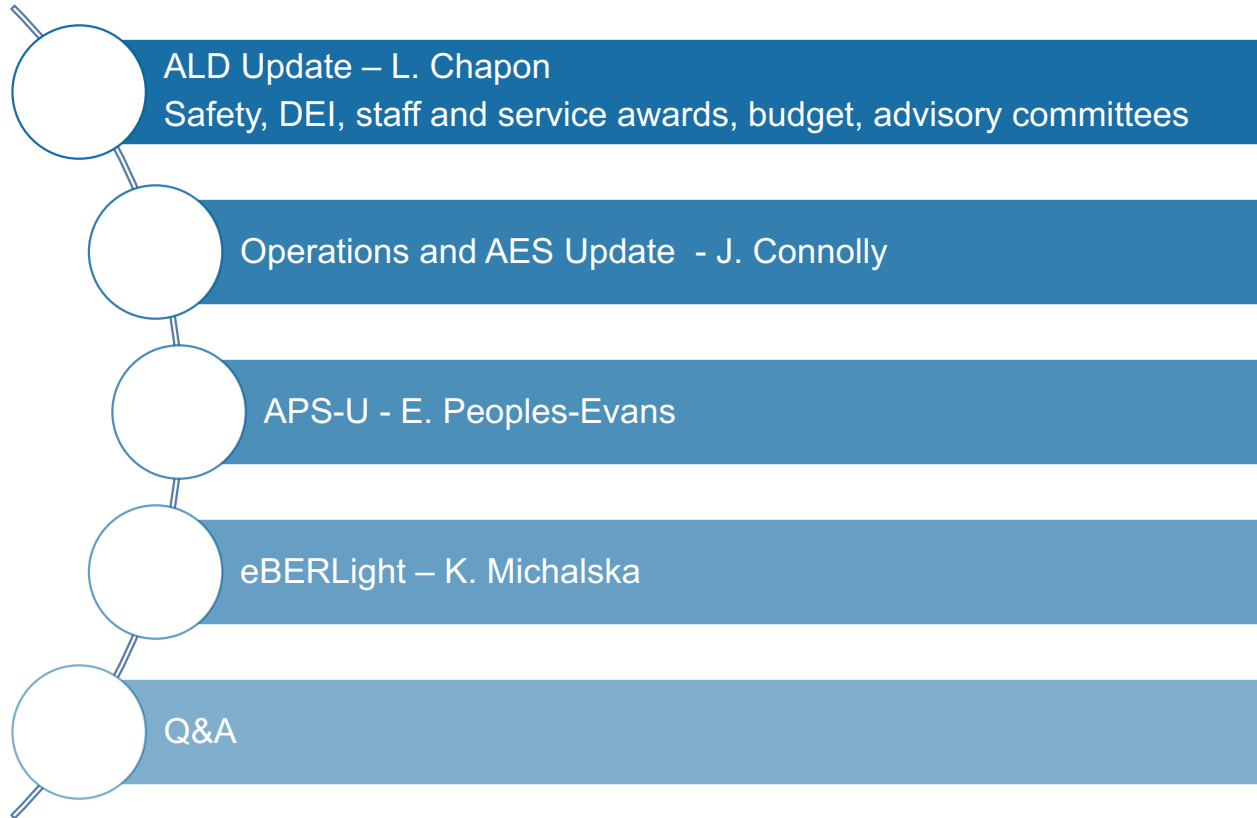 ALD Update – L. Chapon
Safety, DEI, staff and service awards, budget, advisory committees
Operations and AES Update - J. Connolly
APS-U - E. Peoples-Evans
eBERLight – K. Michalska
Q&A